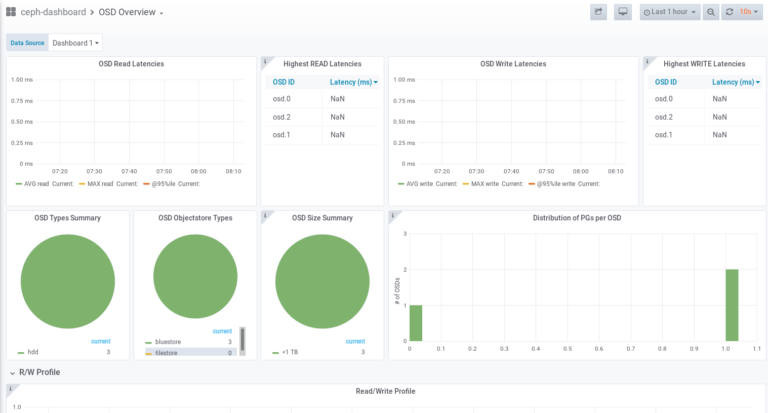 ceph-dashboard > OSD Overview
Last 1 hour
10s
Data Source Dashboard 1
OSD Read Latencies
1.00 ms
0.75 ms
0.50 ms
0.25 ms
0 ms
07:20 07:30 07:40 07:50 08:00 08:10
AVG read Current: MAX read Current: @95%ile Current:
Highest READ Latencies
OSD ID Latency (ms)
osd.0 NaN
osd.2 NaN
osd.1 NaN
OSD Write Latencies
1.00 ms
0.75 ms
0.50 ms
0.25 ms
0 ms
07:20 07:30 07:40 07:50 08:00 08:10
AVG write Current: MAX write Current: @95%ile write Current:
Highest WRITE Latencies
OSD ID Latency (ms)
osd.0 NaN
osd.2 NaN
osd.1 NaN
OSD Types Summary
current
hdd 3
OSD Objectstore Types
current
bluestore 3
filestore 0
OSD Size Summary
current
<1 TB 3
Distribution of PGs per OSD
# of OSDs
3
2
1
0
0 0.1 0.2 0.3 0.4 0.5 0.6 0.7 0.8 0.9 1.0 1.1
R/W Profile
Read/Write Profile
1.0